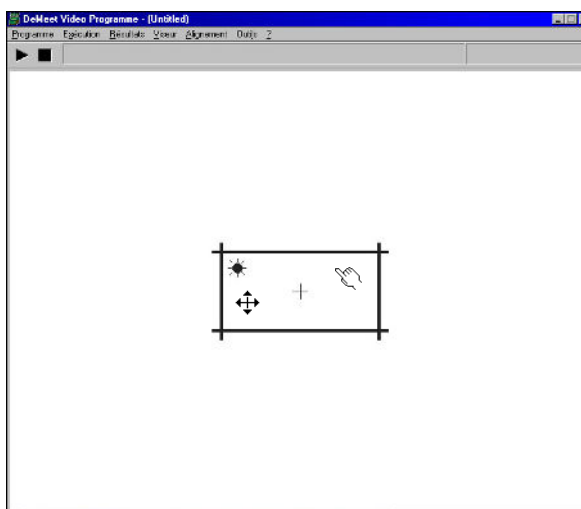 DeMeet Video Programme - (Untitled)
Programme Exécution Résultats Viseur Alignement Outils ?